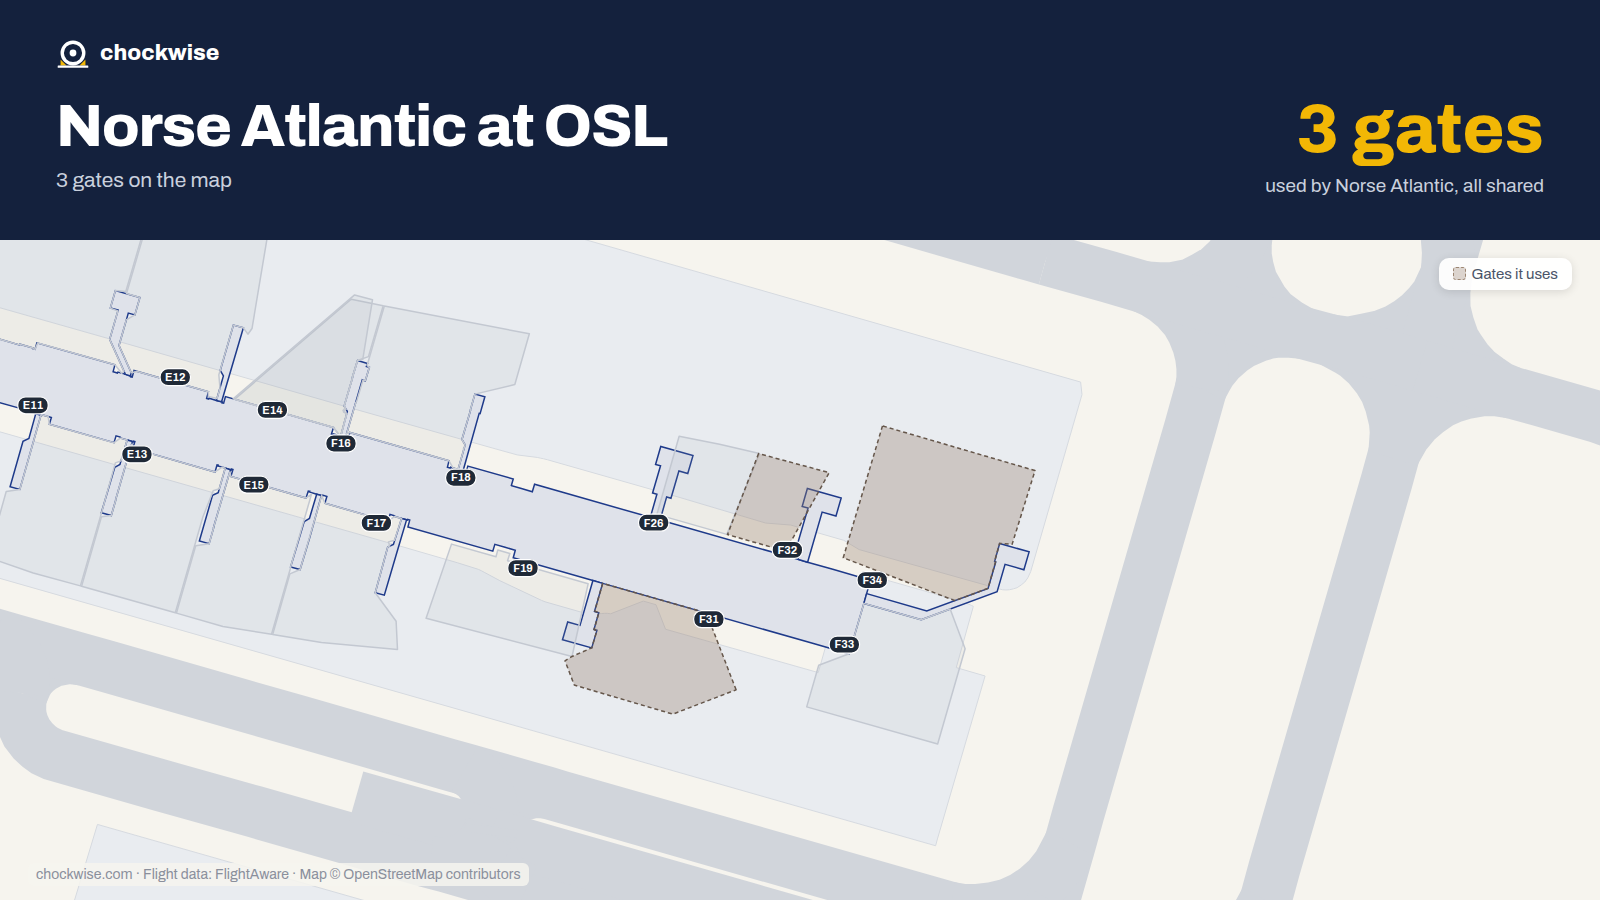 chockwise
Norse Atlantic at OSL
3 gates on the map
3 gates
used by Norse Atlantic, all shared
Gates it uses
E12
E11
E14
F16
E13
F18
E15
F17
F26
F32
F19
F34
F31
F33
chockwise.com · Flight data: FlightAware · Map © OpenStreetMap contributors